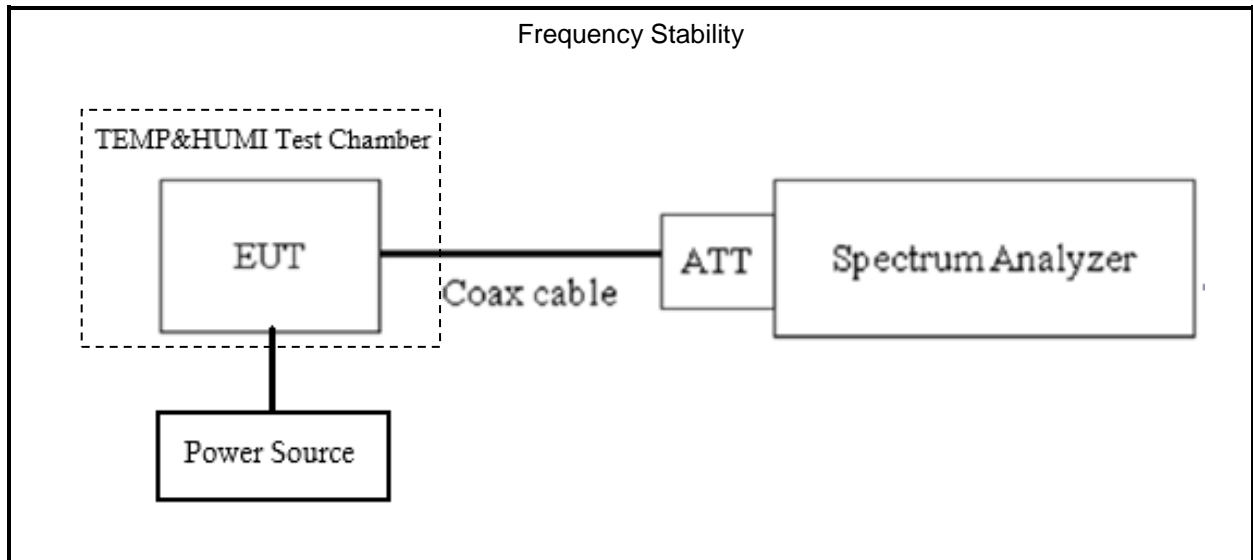 Frequency Stability
TEMP&HUMI Test Chamber
EUT
Coax cable
ATT
Spectrum Analyzer
Power Source